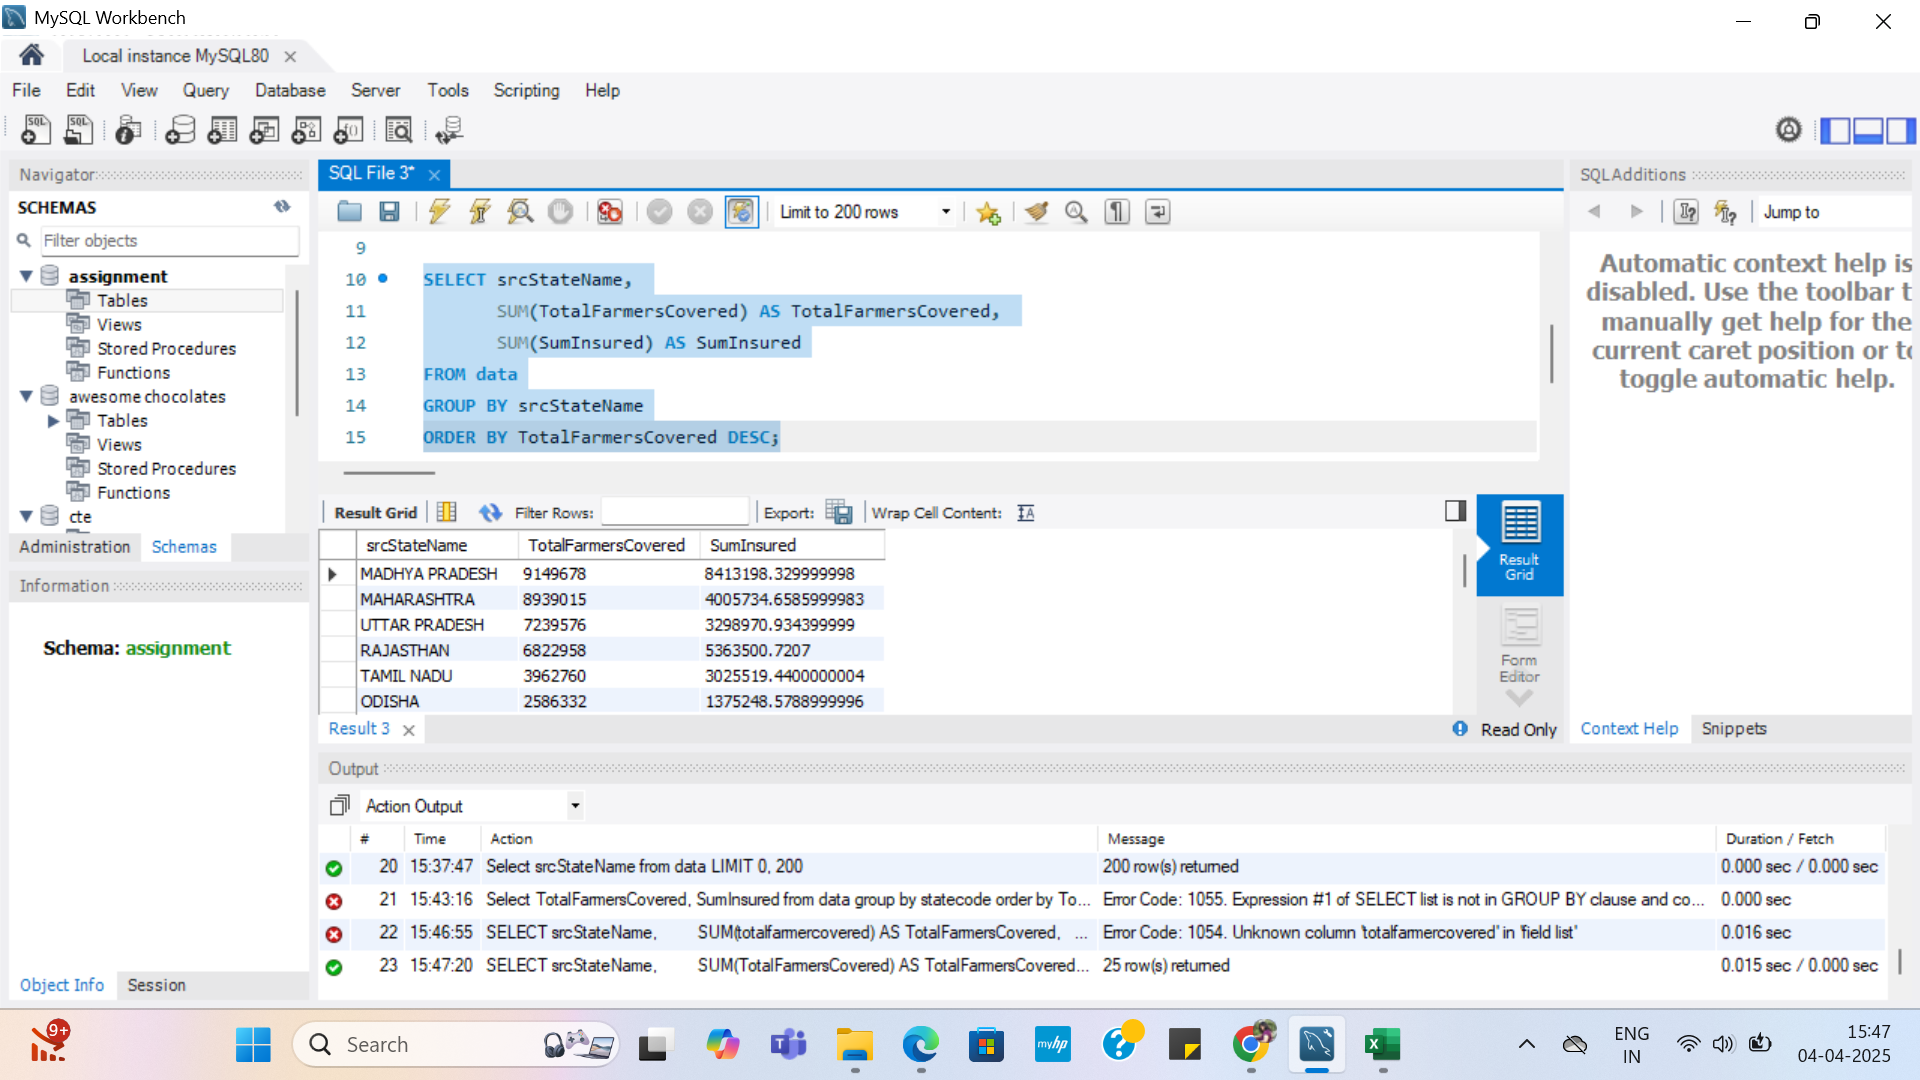 MySQL Workbench
Local instance MySQL80
File Edit View Query Database Server Tools Scripting Help
SQL SQL
Navigator
SCHEMAS
Filter objects
assignment
Tables
Views
Stored Procedures
Functions
awesome chocolates
Tables
Views
Stored Procedures
Functions
cte
Administration Schemas
Information
Schema: assignment
Object Info Session
SQL File 3*
Limit to 200 rows
9
10 SELECT srcStateName,
11 SUM(TotalFarmersCovered) AS TotalFarmersCovered,
12 SUM(SumInsured) AS SumInsured
13 FROM data
14 GROUP BY srcStateName
15 ORDER BY TotalFarmersCovered DESC;
Result Grid Filter Rows: Export: Wrap Cell Content:
srcStateName TotalFarmersCovered SumInsured
MADHYA PRADESH 9149678 8413198.329999998
MAHARASHTRA 8939015 4005734.6585999983
UTTAR PRADESH 7239576 3298970.934399999
RAJASTHAN 6822958 5363500.7207
TAMIL NADU 3962760 3025519.4400000004
ODISHA 2586332 1375248.5788999996
Result Grid
Form Editor
Result 3
Read Only
SQLAdditions
Jump to
Automatic context help is
disabled. Use the toolbar t
manually get help for the
current caret position or to
toggle automatic help.
Context Help Snippets
Output
Action Output
# Time Action Message Duration / Fetch
20 15:37:47 Select srcStateName from data LIMIT 0, 200 200 row(s) returned 0.000 sec / 0.000 sec
21 15:43:16 Select TotalFarmersCovered, SumInsured from data group by statecode order by To... Error Code: 1055. Expression #1 of SELECT list is not in GROUP BY clause and co... 0.000 sec
22 15:46:55 SELECT srcStateName, SUM(totalfarmercovered) AS TotalFarmersCovered, ... Error Code: 1054. Unknown column 'totalfarmercovered' in 'field list' 0.016 sec
23 15:47:20 SELECT srcStateName, SUM(TotalFarmersCovered) AS TotalFarmersCovered... 25 row(s) returned 0.015 sec / 0.000 sec
9+
Search
myhp
ENG
IN
15:47
04-04-2025